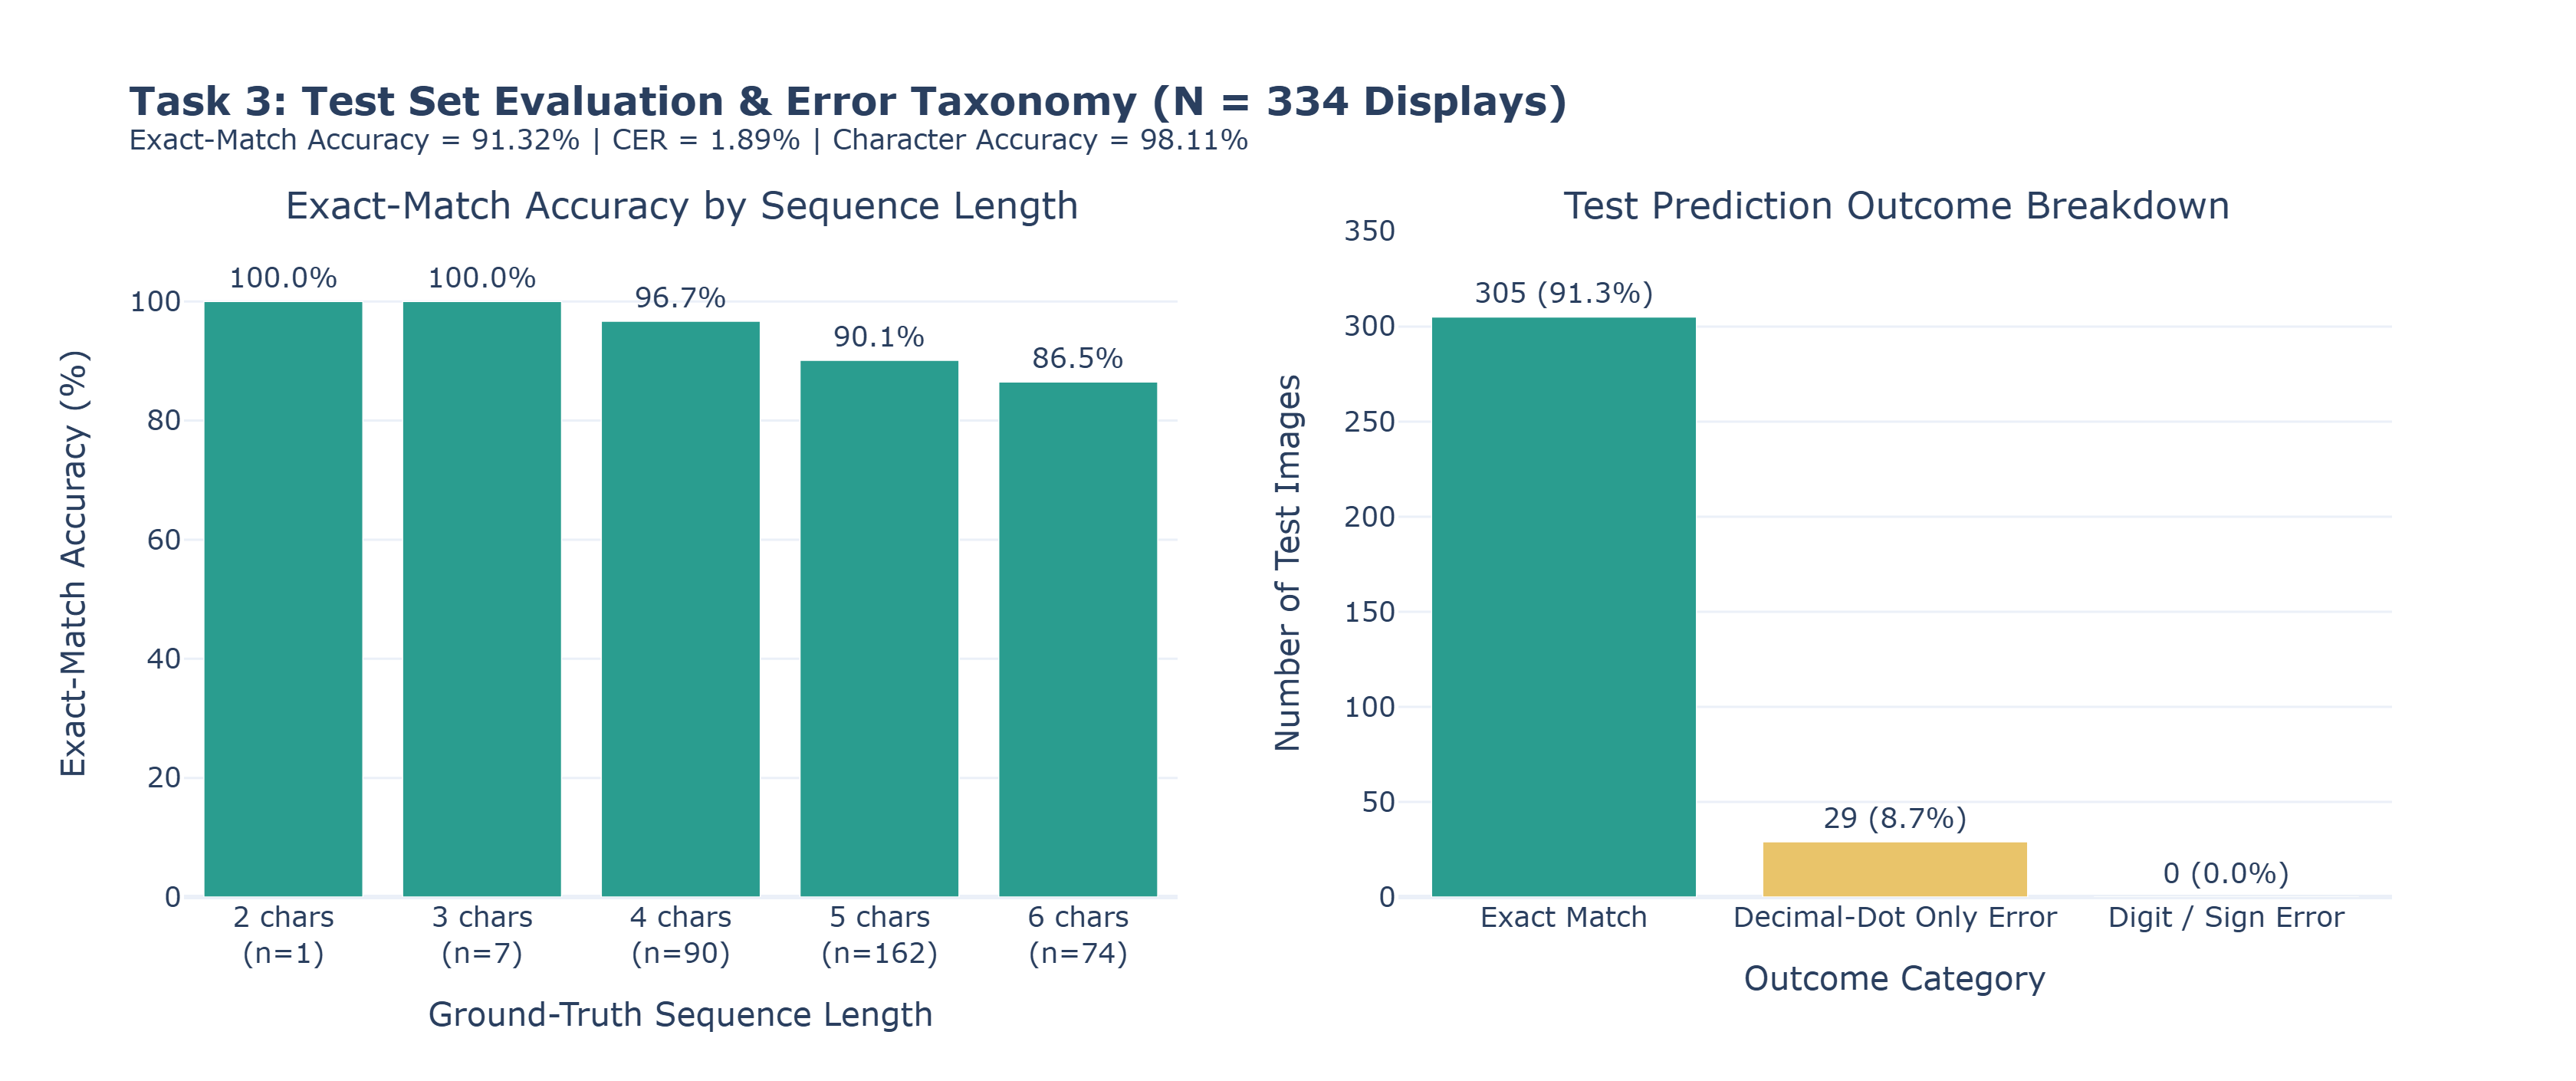 Task 3: Test Set Evaluation & Error Taxonomy (N = 334 Displays)
Exact-Match Accuracy = 91.32% | CER = 1.89% | Character Accuracy = 98.11%
Exact-Match Accuracy by Sequence Length
Exact-Match Accuracy (%)
100
80
60
40
20
0
100.0%
100.0%
96.7%
90.1%
86.5%
2 chars
(n=1)
3 chars
(n=7)
4 chars
(n=90)
5 chars
(n=162)
6 chars
(n=74)
Ground-Truth Sequence Length
Test Prediction Outcome Breakdown
Number of Test Images
350
300
250
200
150
100
50
0
305 (91.3%)
29 (8.7%)
0 (0.0%)
Exact Match
Decimal-Dot Only Error
Digit / Sign Error
Outcome Category